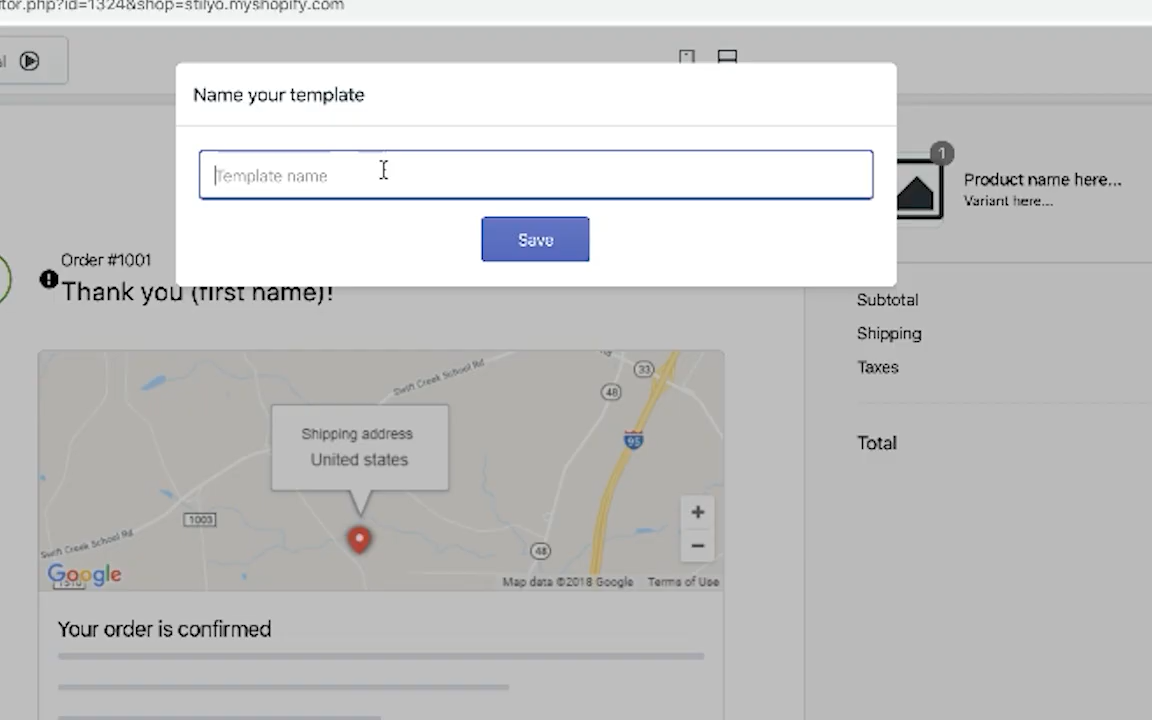 tor.php?id=1324&shop=stilyo.myshopify.com
Name your template
Template name
Save
1
Product name here...
Variant here...
Order #1001
Thank you (first name)!
Subtotal
Shipping
Taxes
Total
Swift Creek School Rd
33
48
95
Shipping address
United states
1003
48
Swift Creek School Rd
+
−
Google
Map data ©2018 Google
Terms of Use
Your order is confirmed